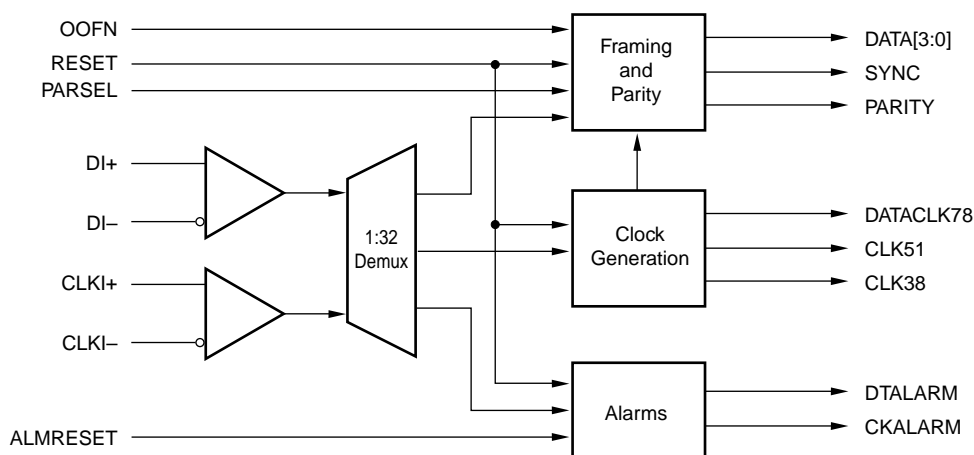 OOFN
RESET
PARSEL
Framing
and
Parity
DATA[3:0]
SYNC
PARITY
DI+
DI–
CLKI+
CLKI–
1:32
Demux
Clock
Generation
DATACLK78
CLK51
CLK38
ALMRESET
Alarms
DTALARM
CKALARM